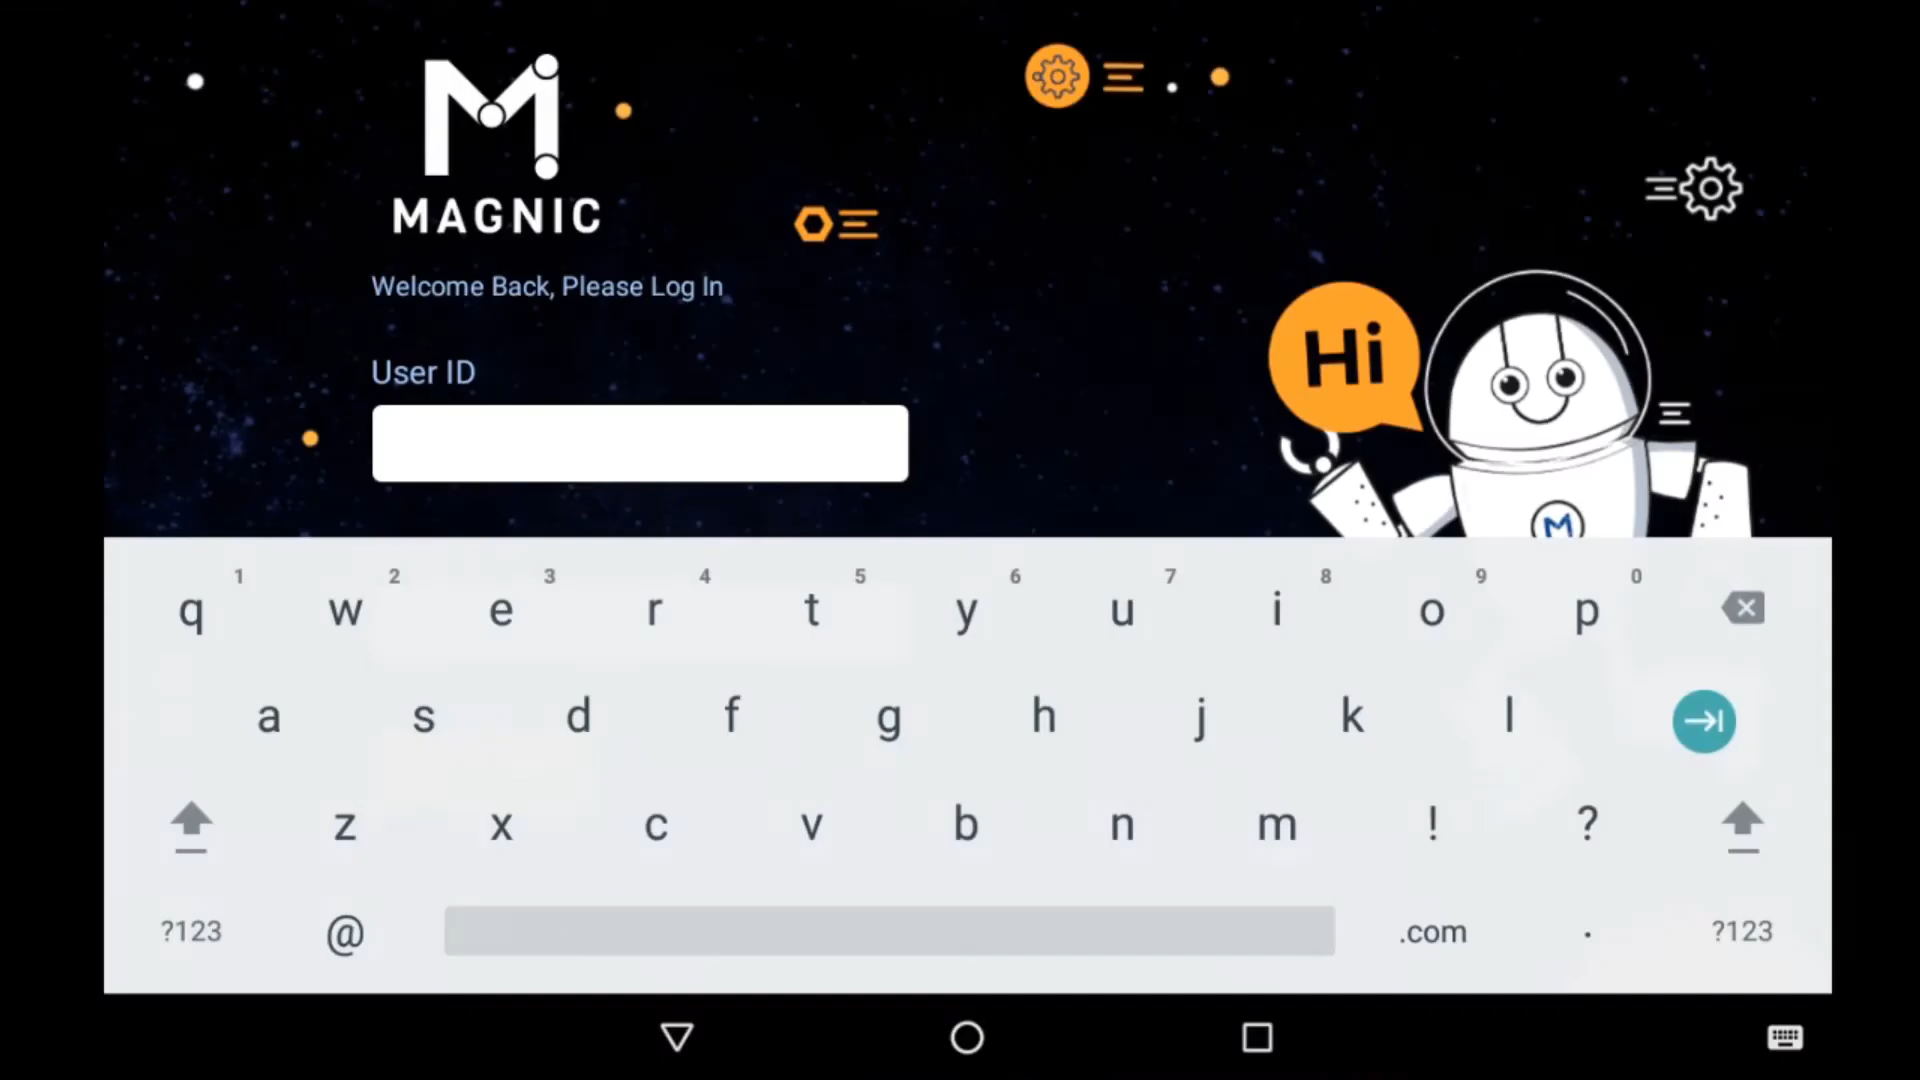 MAGNIC
Welcome Back, Please Log In
User ID
Hi
M
1 2 3 4 5 6 7 8 9 0
q w e r t y u i o p
a s d f g h j k l
z x c v b n m ! ?
?123 @ .com . ?123